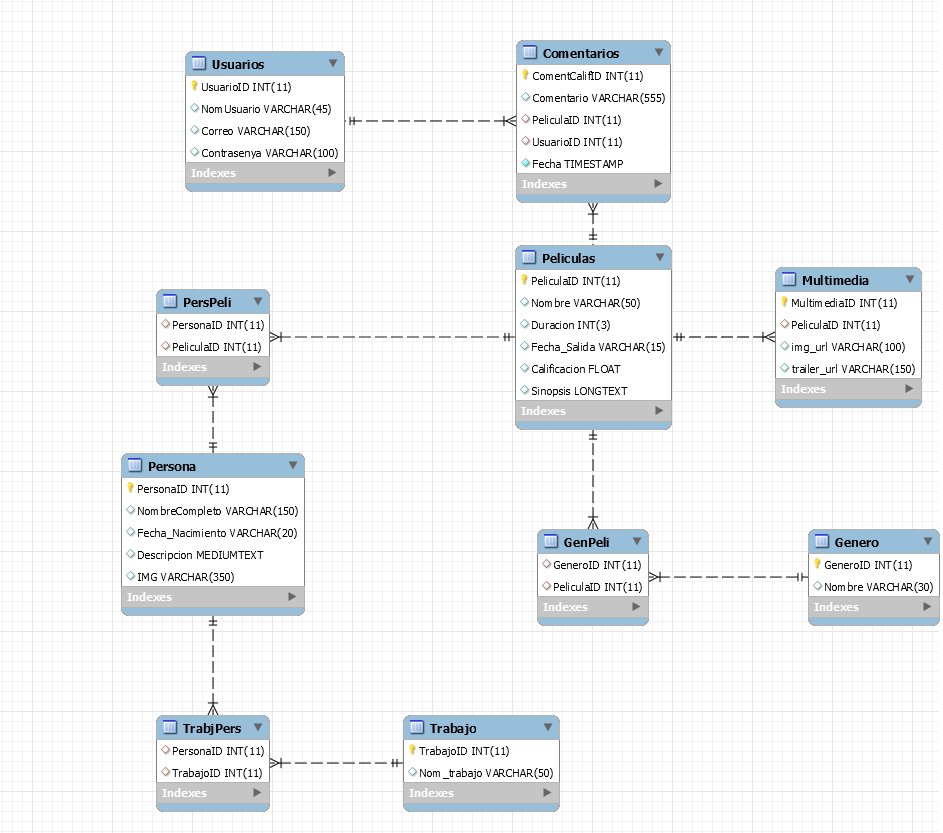 Usuarios
UsuarioID INT(11)
NomUsuario VARCHAR(45)
Correo VARCHAR(150)
Contrasenya VARCHAR(100)
Indexes
Comentarios
ComentCalifID INT(11)
Comentario VARCHAR(555)
PeliculaID INT(11)
UsuarioID INT(11)
Fecha TIMESTAMP
Indexes
PersPeli
PersonaID INT(11)
PeliculaID INT(11)
Indexes
Peliculas
PeliculaID INT(11)
Nombre VARCHAR(50)
Duracion INT(3)
Fecha_Salida VARCHAR(15)
Calificacion FLOAT
Sinopsis LONGTEXT
Indexes
Multimedia
MultimediaID INT(11)
PeliculaID INT(11)
img_url VARCHAR(100)
trailer_url VARCHAR(150)
Indexes
Persona
PersonaID INT(11)
NombreCompleto VARCHAR(150)
Fecha_Nacimiento VARCHAR(20)
Descripcion MEDIUMTEXT
IMG VARCHAR(350)
Indexes
GenPeli
GeneroID INT(11)
PeliculaID INT(11)
Indexes
Genero
GeneroID INT(11)
Nombre VARCHAR(30)
Indexes
TrabjPers
PersonaID INT(11)
TrabajoID INT(11)
Indexes
Trabajo
TrabajoID INT(11)
Nom_trabajo VARCHAR(50)
Indexes